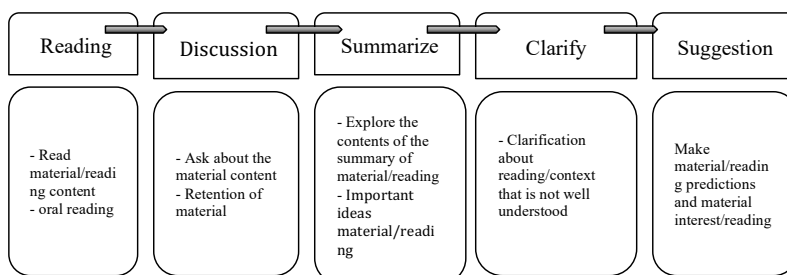 Reading
Discussion
Summarize
Clarify
Suggestion
- Read
material/readi
ng content
- oral reading
- Ask about the
material content
- Retention of
material
- Explore the
contents of the
summary of
material/reading
- Important
ideas
material/readi
ng
- Clarification
about
reading/context
that is not well
understood
Make
material/readin
g predictions
and material
interest/reading